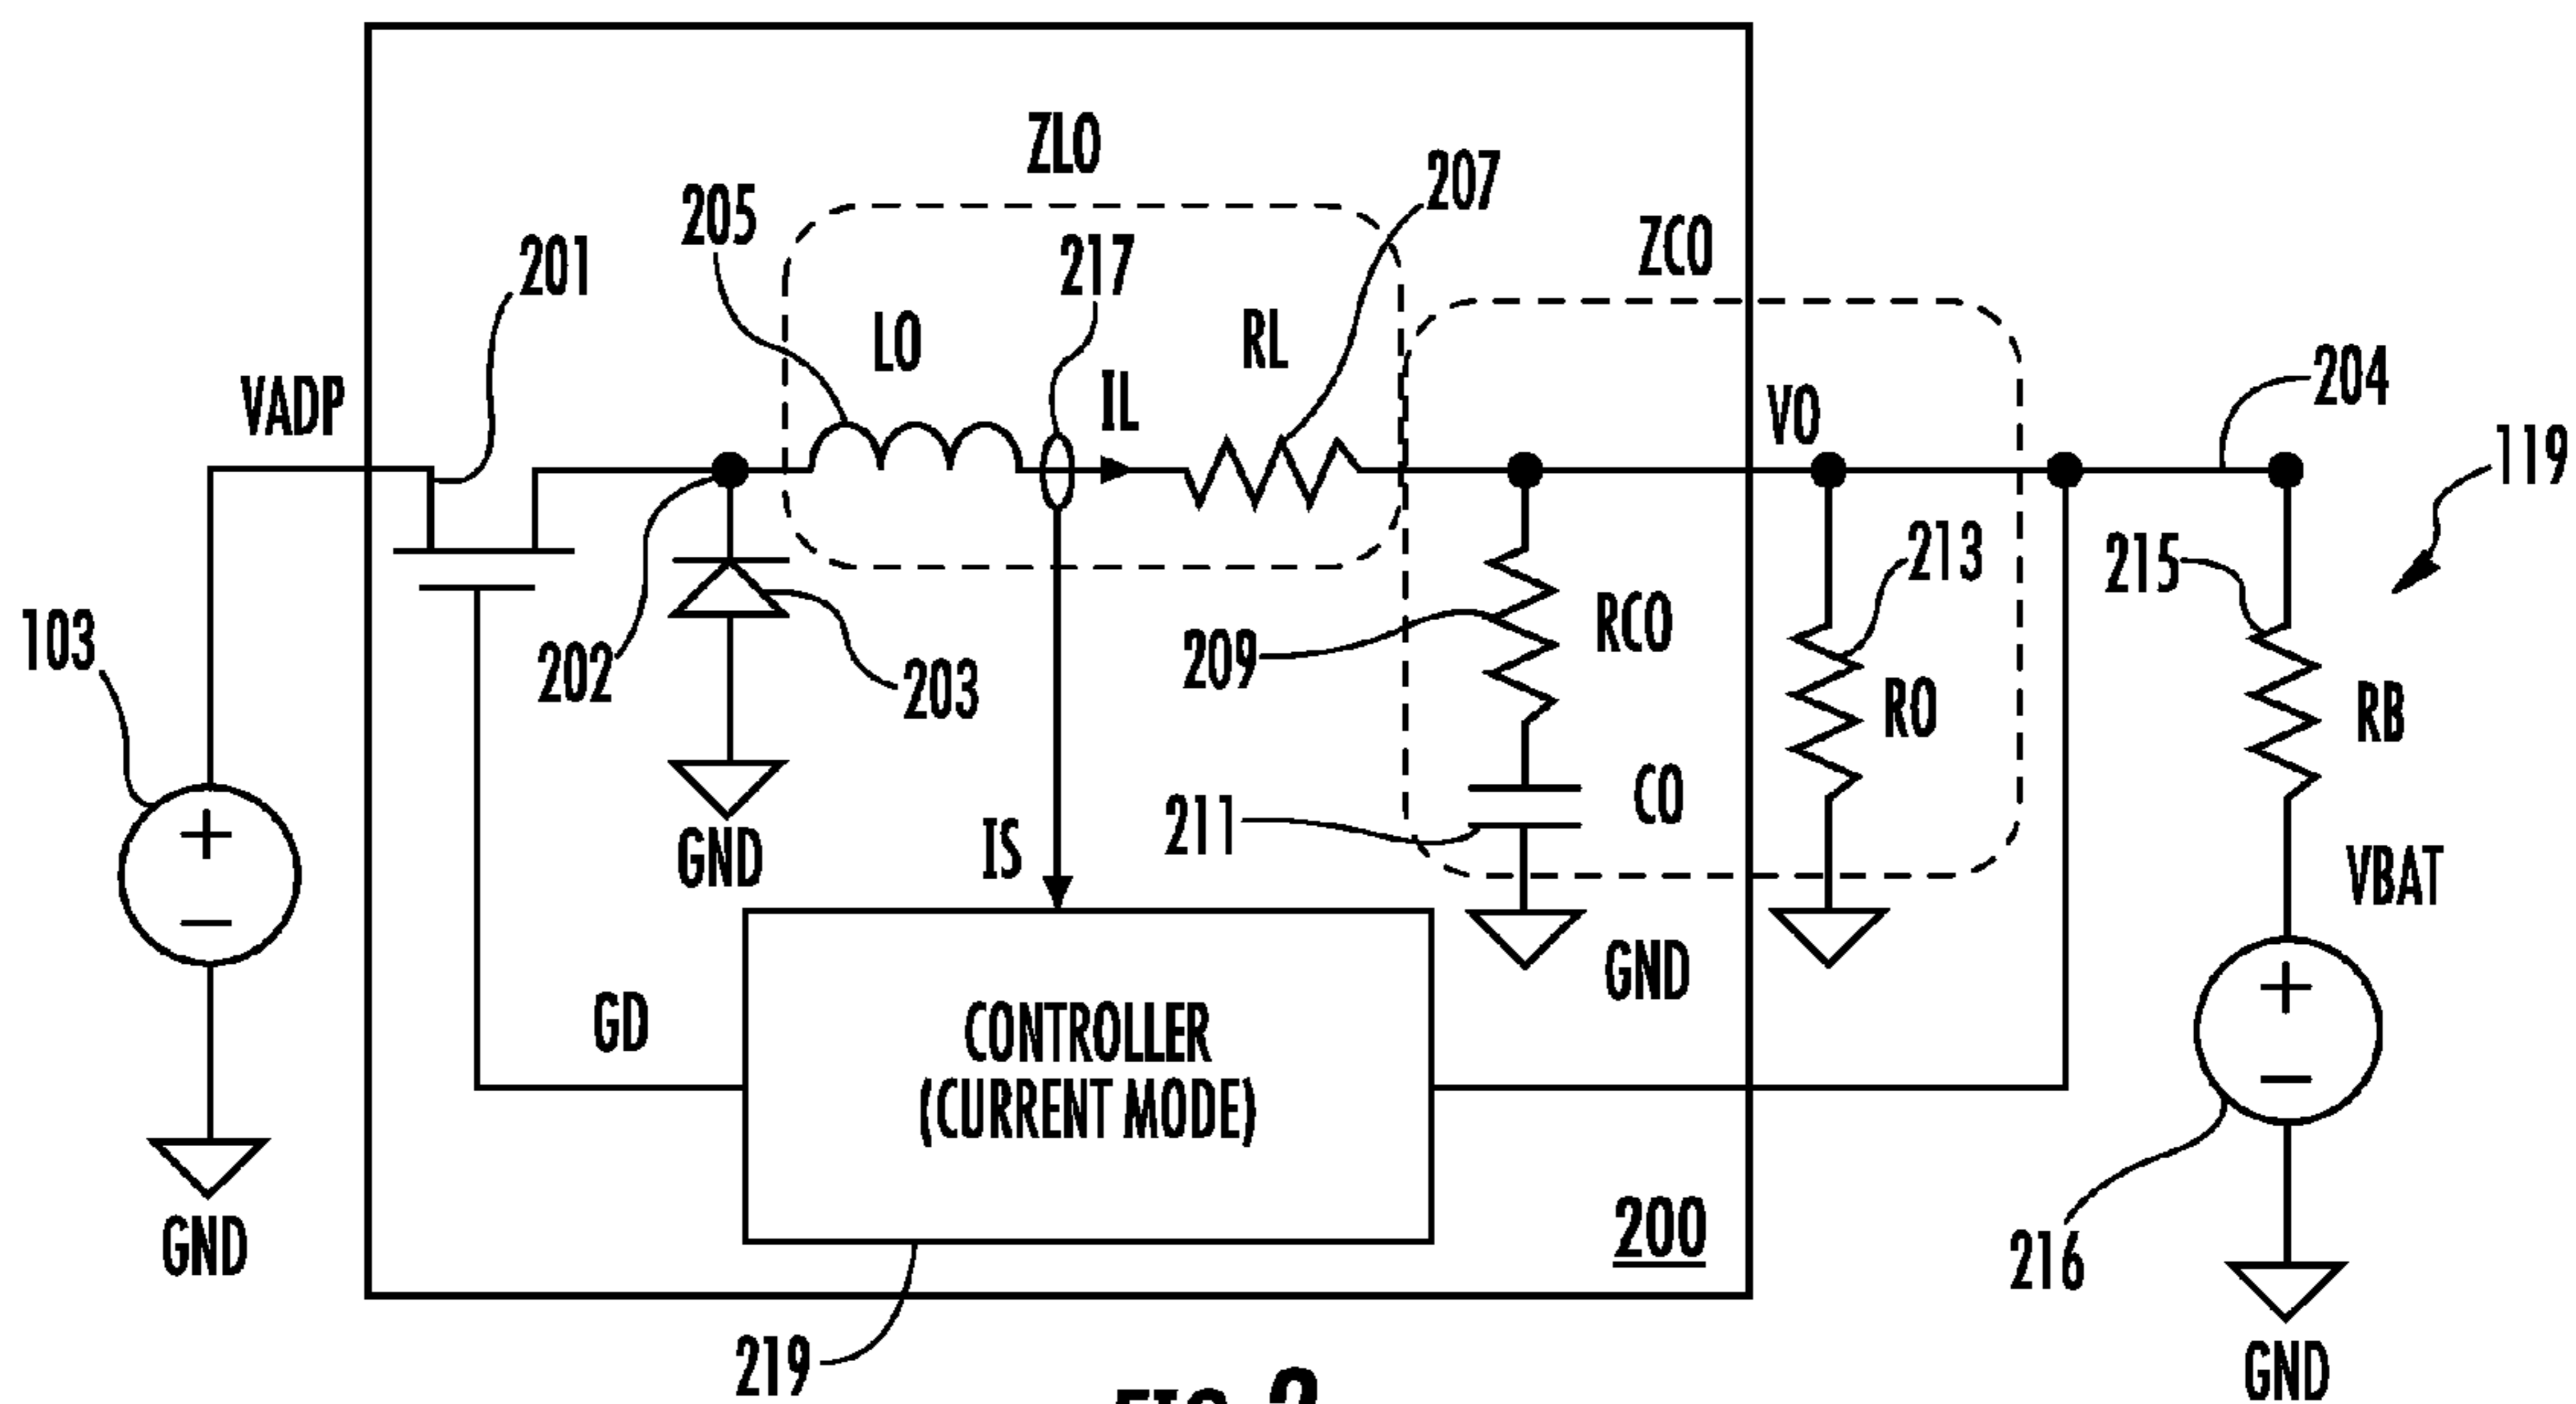 ZLO
207
205
217
ZCO
201
LO
RL
IL
VADP
VO
204
119
213
215
RCO
103
202
203
209
RO
RB
CO
211
IS
GND
VBAT
GND
GD
CONTROLLER
(CURRENT MODE)
200
GND
216
219
GND